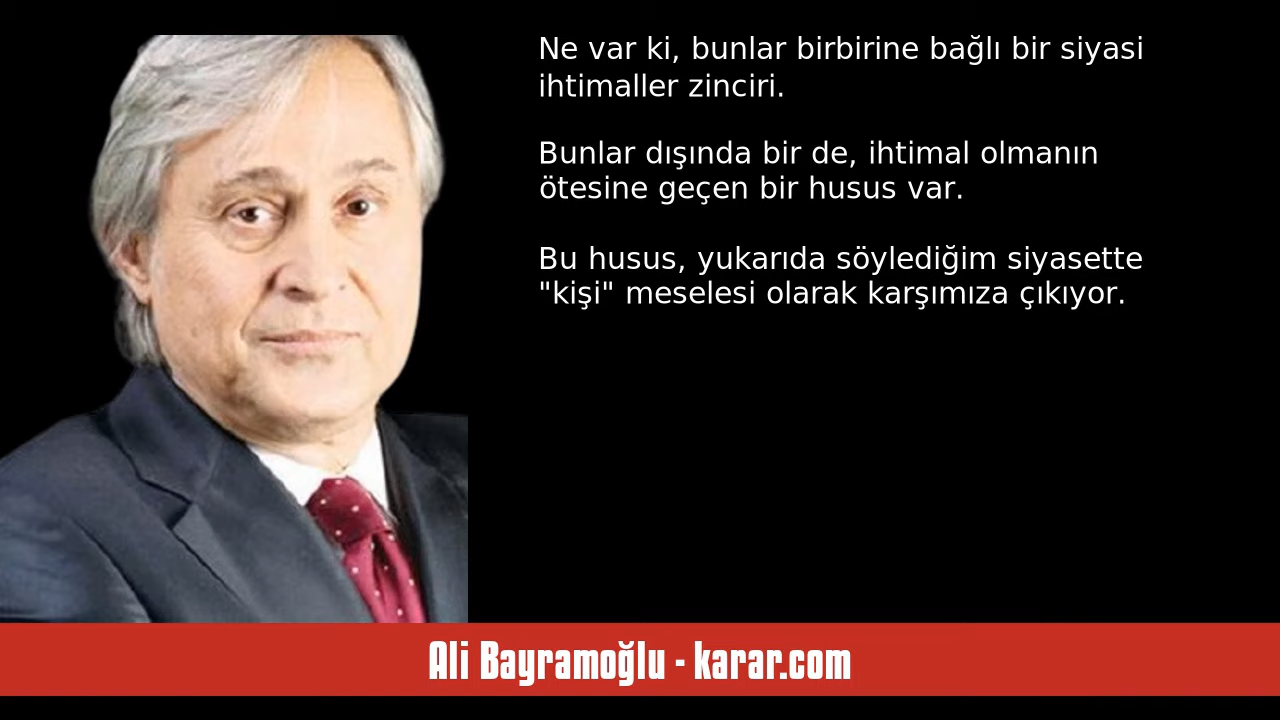 Ne var ki, bunlar birbirine bağlı bir siyasi
ihtimaller zinciri.
Bunlar dışında bir de, ihtimal olmanın
ötesine geçen bir husus var.
Bu husus, yukarıda söylediğim siyasette
"kişi" meselesi olarak karşımıza çıkıyor.
Ali Bayramoğlu - karar.com